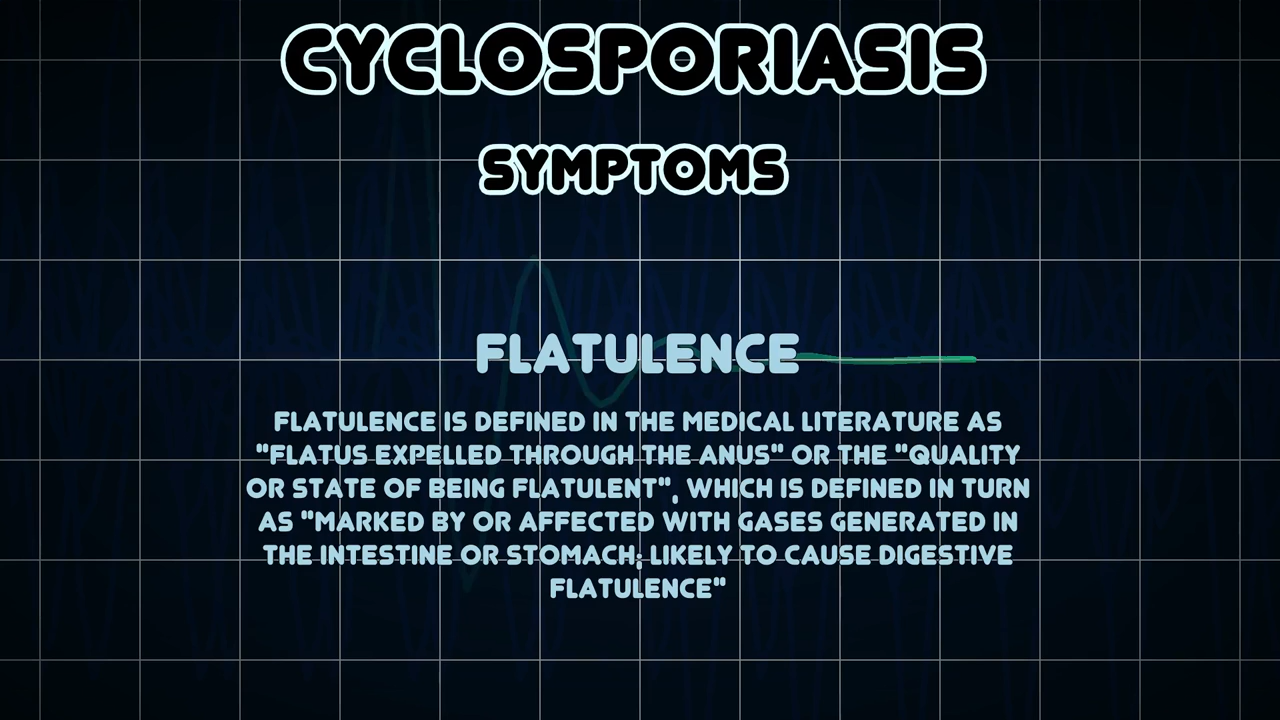 CYCLOSPORIASIS
SYMPTOMS
FLATULENCE
FLATULENCE IS DEFINED IN THE MEDICAL LITERATURE AS
"FLATUS EXPELLED THROUGH THE ANUS" OR THE "QUALITY
OR STATE OF BEING FLATULENT", WHICH IS DEFINED IN TURN
AS "MARKED BY OR AFFECTED WITH GASES GENERATED IN
THE INTESTINE OR STOMACH; LIKELY TO CAUSE DIGESTIVE
FLATULENCE"